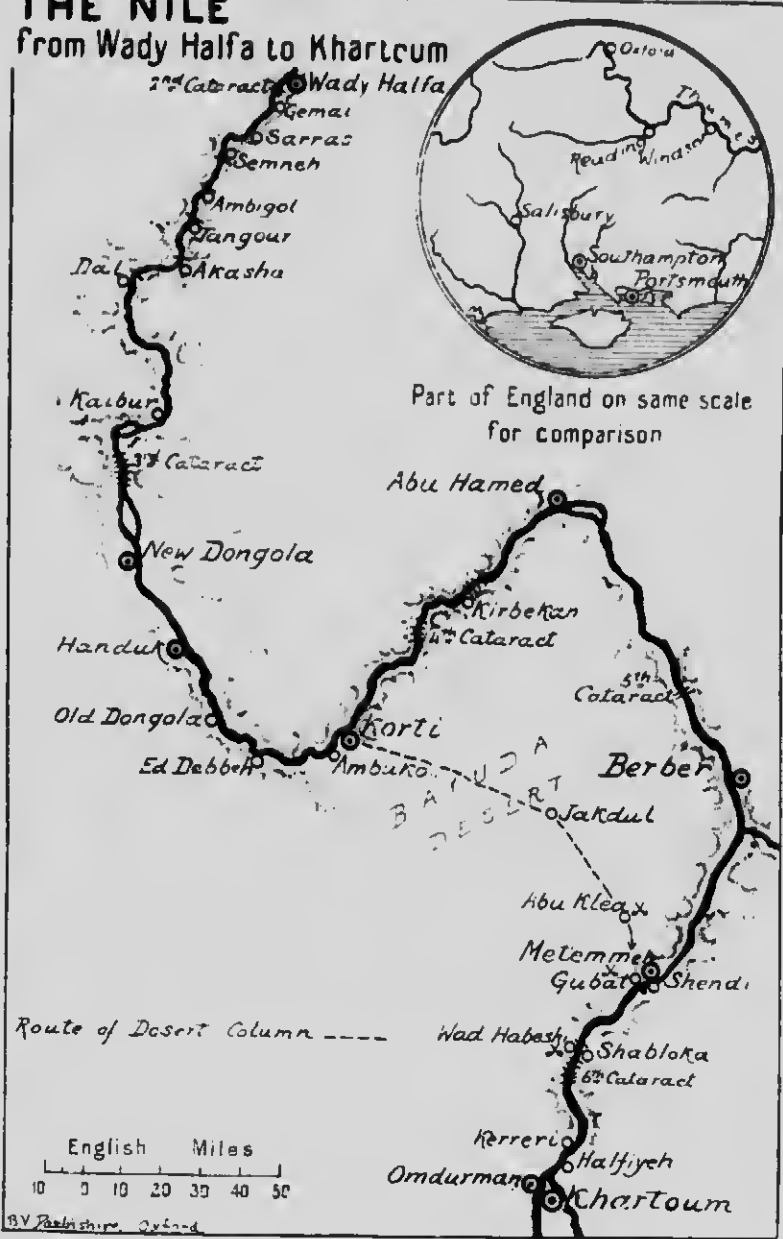 THE NILE
from Wady Halfa to Khartoum
2nd Cataract
Wady Halfa
Gemai
Sarras
Semneh
Ambigol
Tangour
Dal
Akasha
Kaibur
3rd Cataract
New Dongola
Handuk
Old Dongola
Ed Debbeh
Ambuko
Korti
Oxford
Thames
Reading
Windsor
Salisbury
Southampton
Portsmouth
Part of England on same scale
for comparison
Abu Hamed
Kirbekan
4th Cataract
5th
Cataract
Berber
BAIUDA
DESERT
Jakdul
Abu Klea
Metemmeh
Gubat
Shendi
Route of Desert Column
Wad Habeshi
Shabloka
6th Cataract
Kerreri
Halfiyeh
Omdurman
Khartoum
English Miles
10 0 10 20 30 40 50
BV Darbishire, Oxford